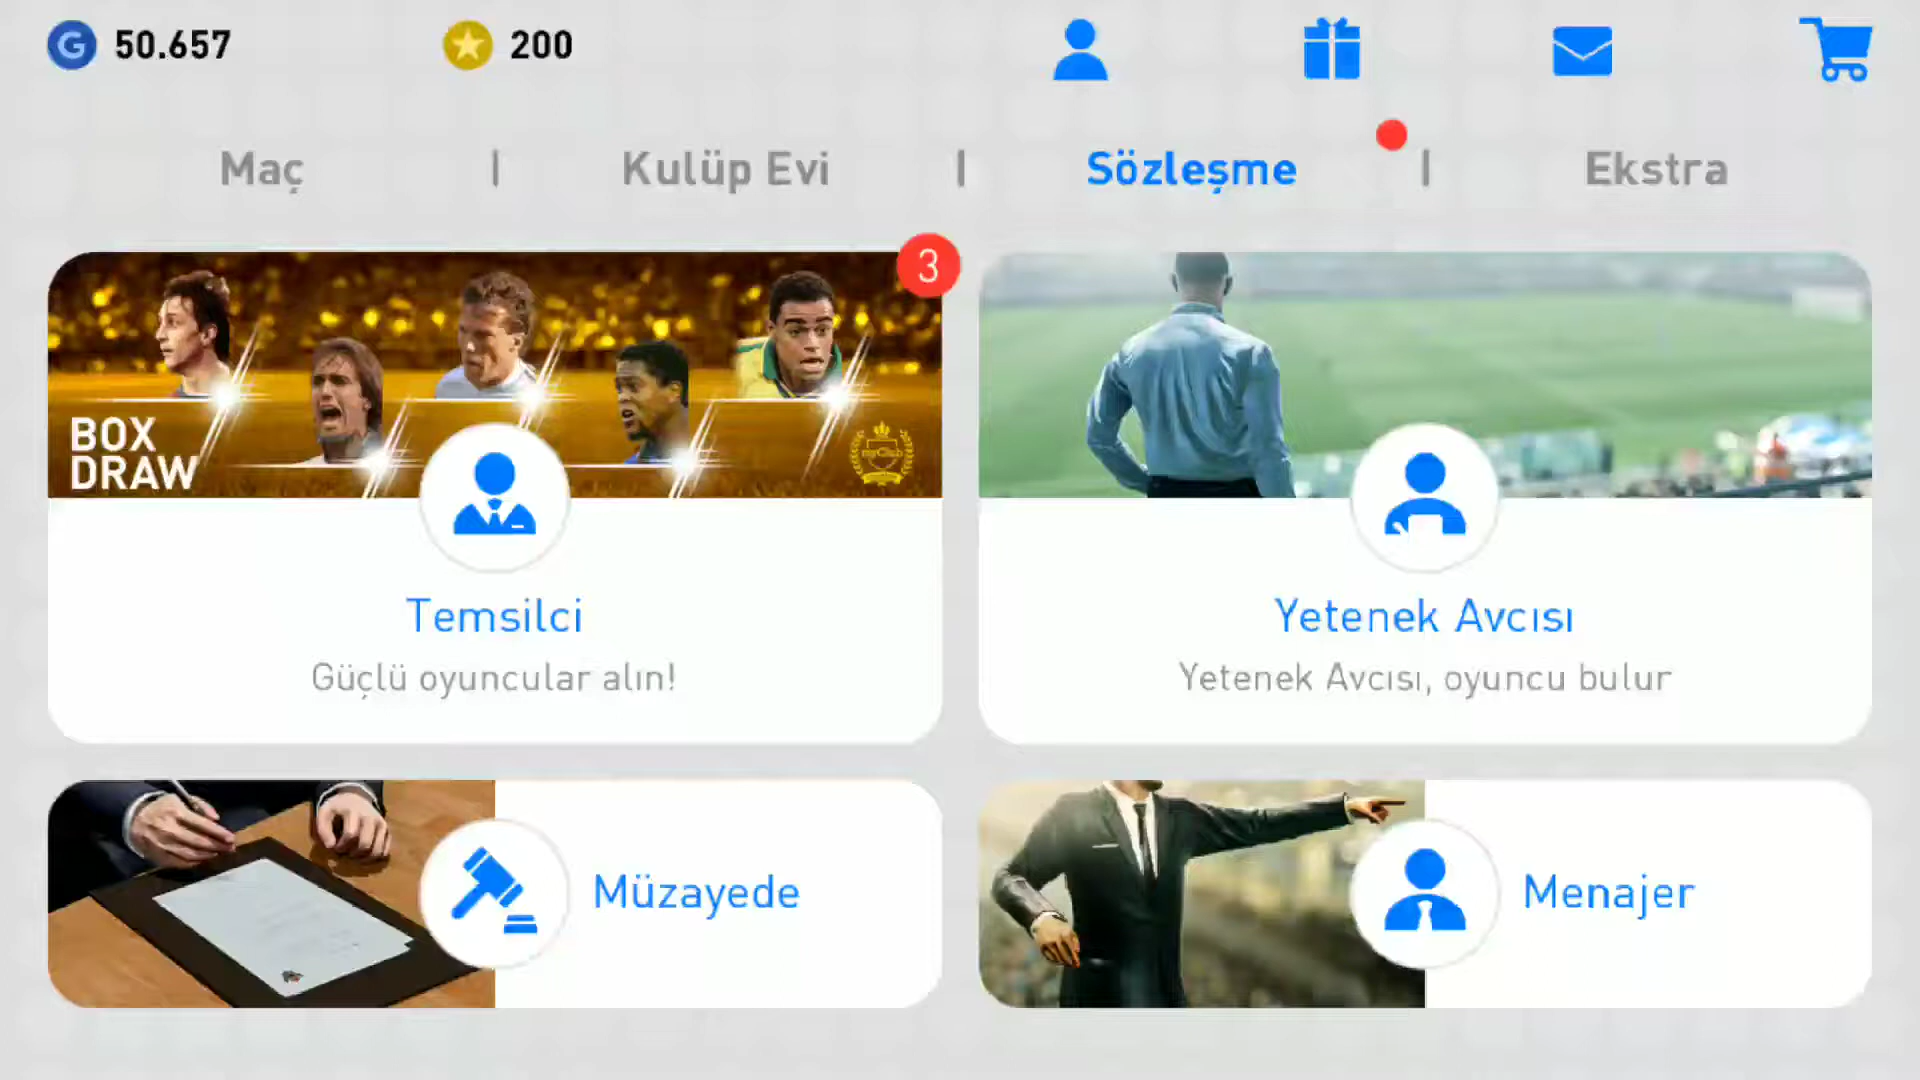 G 50.657
200
Maç | Kulüp Evi | Sözleşme | Ekstra
3
BOX
DRAW
myClub
Temsilci
Güçlü oyuncular alın!
Yetenek Avcısı
Yetenek Avcısı, oyuncu bulur
Müzayede
Menajer